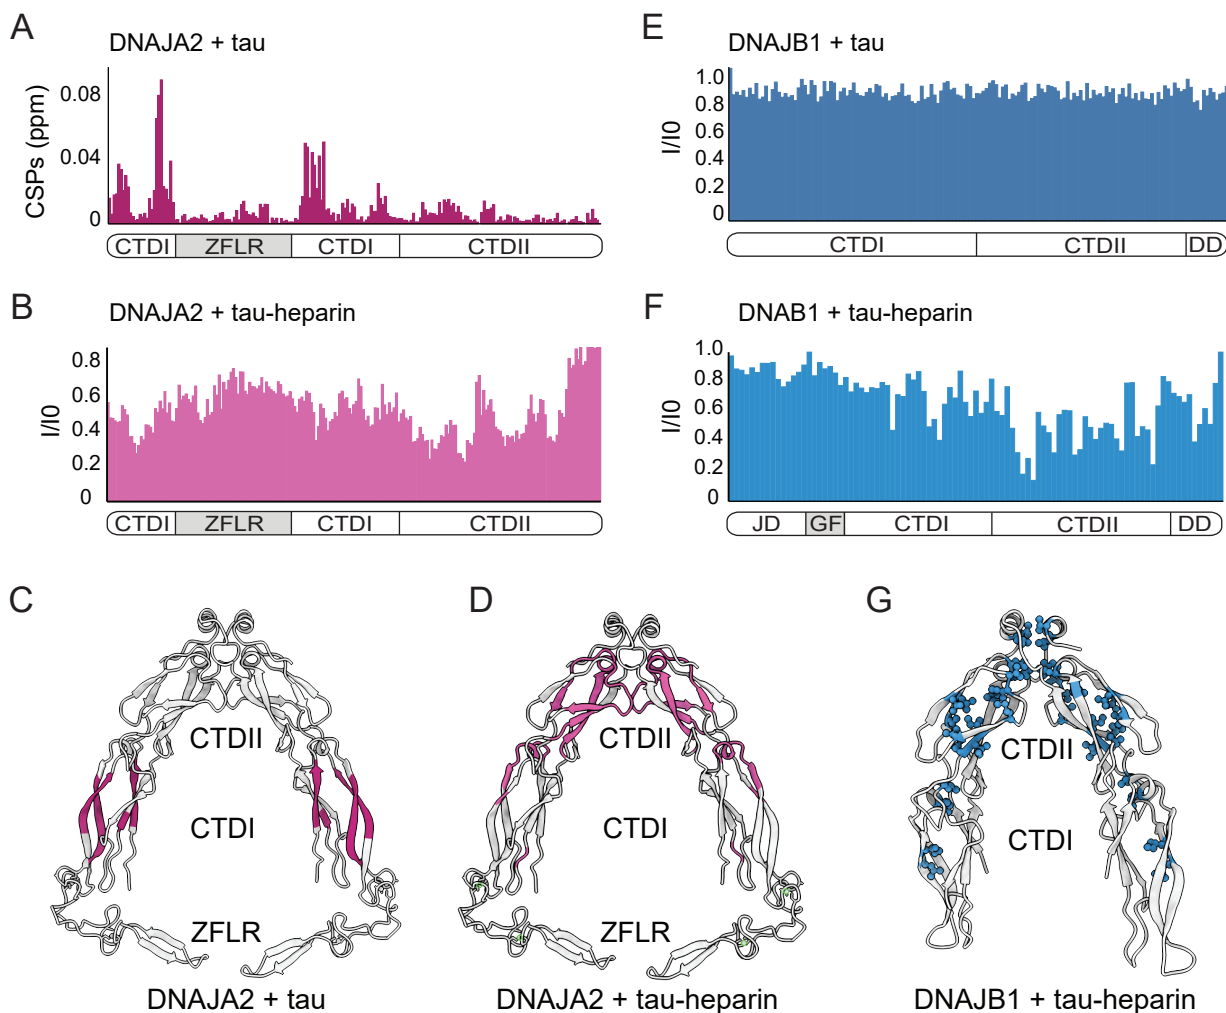 A
DNAJA2 + tau
CSPs (ppm)
0.08
0.04
0
CTDI ZFLR CTDI CTDII
E
DNAJB1 + tau
I/I0
1.0
0.8
0.6
0.4
0.2
0
CTDI CTDII DD
B
DNAJA2 + tau-heparin
I/I0
0.8
0.6
0.4
0.2
0
CTDI ZFLR CTDI CTDII
F
DNAB1 + tau-heparin
I/I0
1.0
0.8
0.6
0.4
0.2
0
JD GF CTDI CTDII DD
C
CTDII
CTDI
ZFLR
DNAJA2 + tau
D
CTDII
CTDI
ZFLR
DNAJA2 + tau-heparin
G
CTDII
CTDI
DNAJB1 + tau-heparin